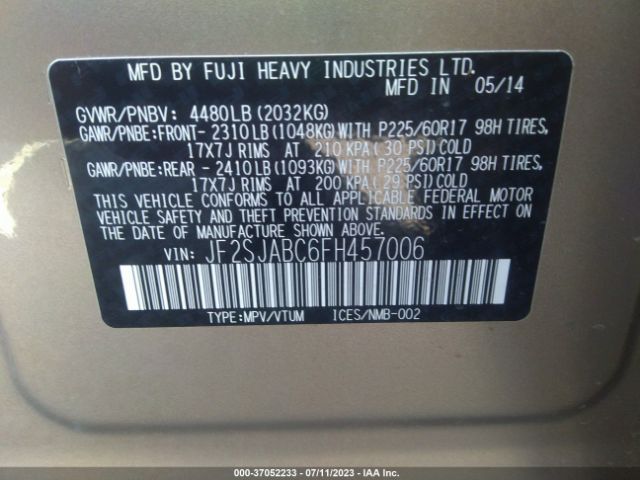 MFD BY FUJI HEAVY INDUSTRIES LTD.
MFD IN 05/14
GVWR/PNBV: 4480LB(2032KG)
GAWR/PNBE:FRONT- 2310LB(1048KG)WITH P225/60R17 98H TIRES,
17X7J RIMS AT 210 KPA( 30 PSI)COLD
GAWR/PNBE:REAR - 2410LB(1093KG)WITH P225/60R17 98H TIRES,
17X7J RIMS AT 200 KPA( 29 PSI)COLD
THIS VEHICLE CONFORMS TO ALL APPLICABLE FEDERAL MOTOR
VEHICLE SAFETY AND THEFT PREVENTION STANDARDS IN EFFECT ON
THE DATE OF MANUFACTURE SHOWN ABOVE.
VIN: JF2SJABC6FH457006
TYPE:MPV/VTUM ICES/NMB-002
000-37052233 - 07/11/2023 - IAA Inc.